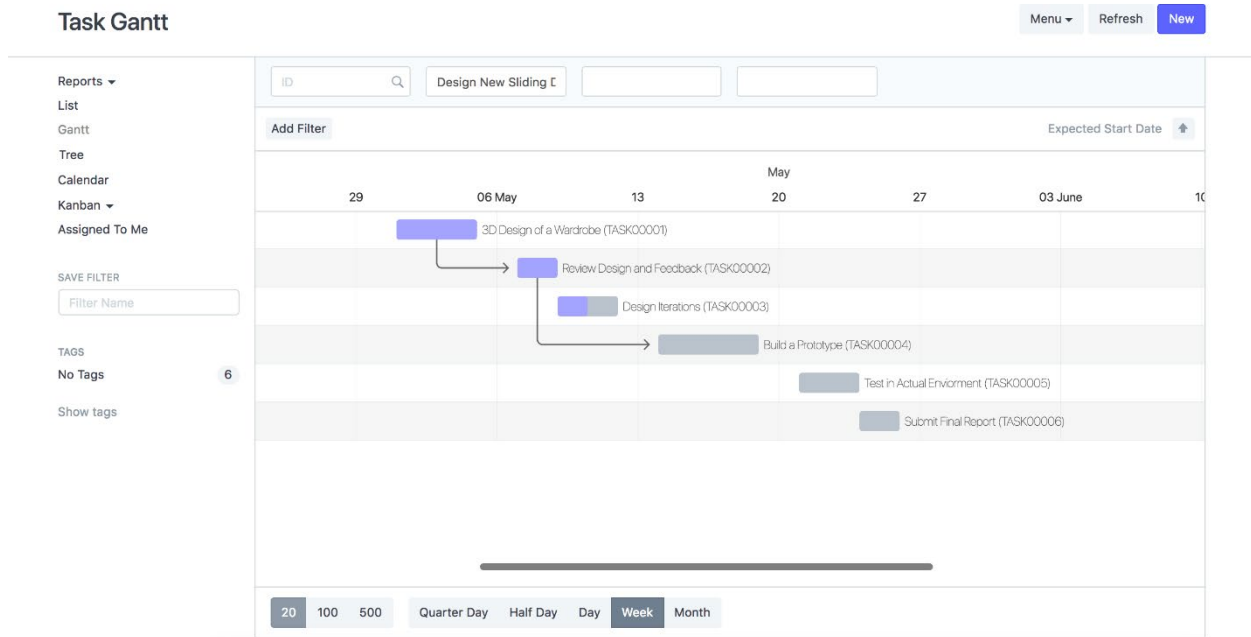 Task Gantt
Menu
Refresh
New
Reports
List
Gantt
Tree
Calendar
Kanban
Assigned To Me
SAVE FILTER
Filter Name
TAGS
No Tags 6
Show tags
ID
Design New Sliding D
Add Filter
Expected Start Date
May
29 06 May 13 20 27 03 June 10
3D Design of a Wardrobe (TASK00001)
Review Design and Feedback (TASK00002)
Design Iterations (TASK00003)
Build a Prototype (TASK00004)
Test in Actual Enviorment (TASK00005)
Submit Final Report (TASK00006)
20 100 500 Quarter Day Half Day Day Week Month